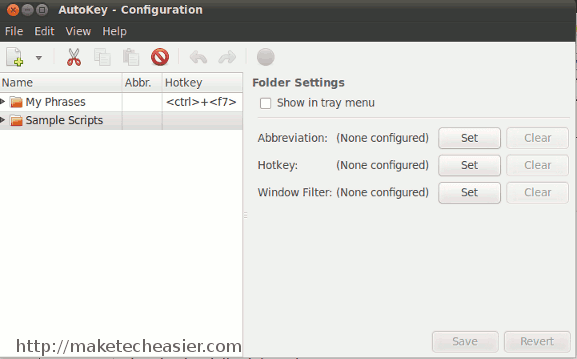 AutoKey - Configuration
File Edit View Help
Name Abbr. Hotkey
My Phrases <ctrl>+<f7>
Sample Scripts
Folder Settings
Show in tray menu
Abbreviation: (None configured) Set Clear
Hotkey: (None configured) Set Clear
Window Filter: (None configured) Set Clear
Save Revert
http://maketecheasier.com